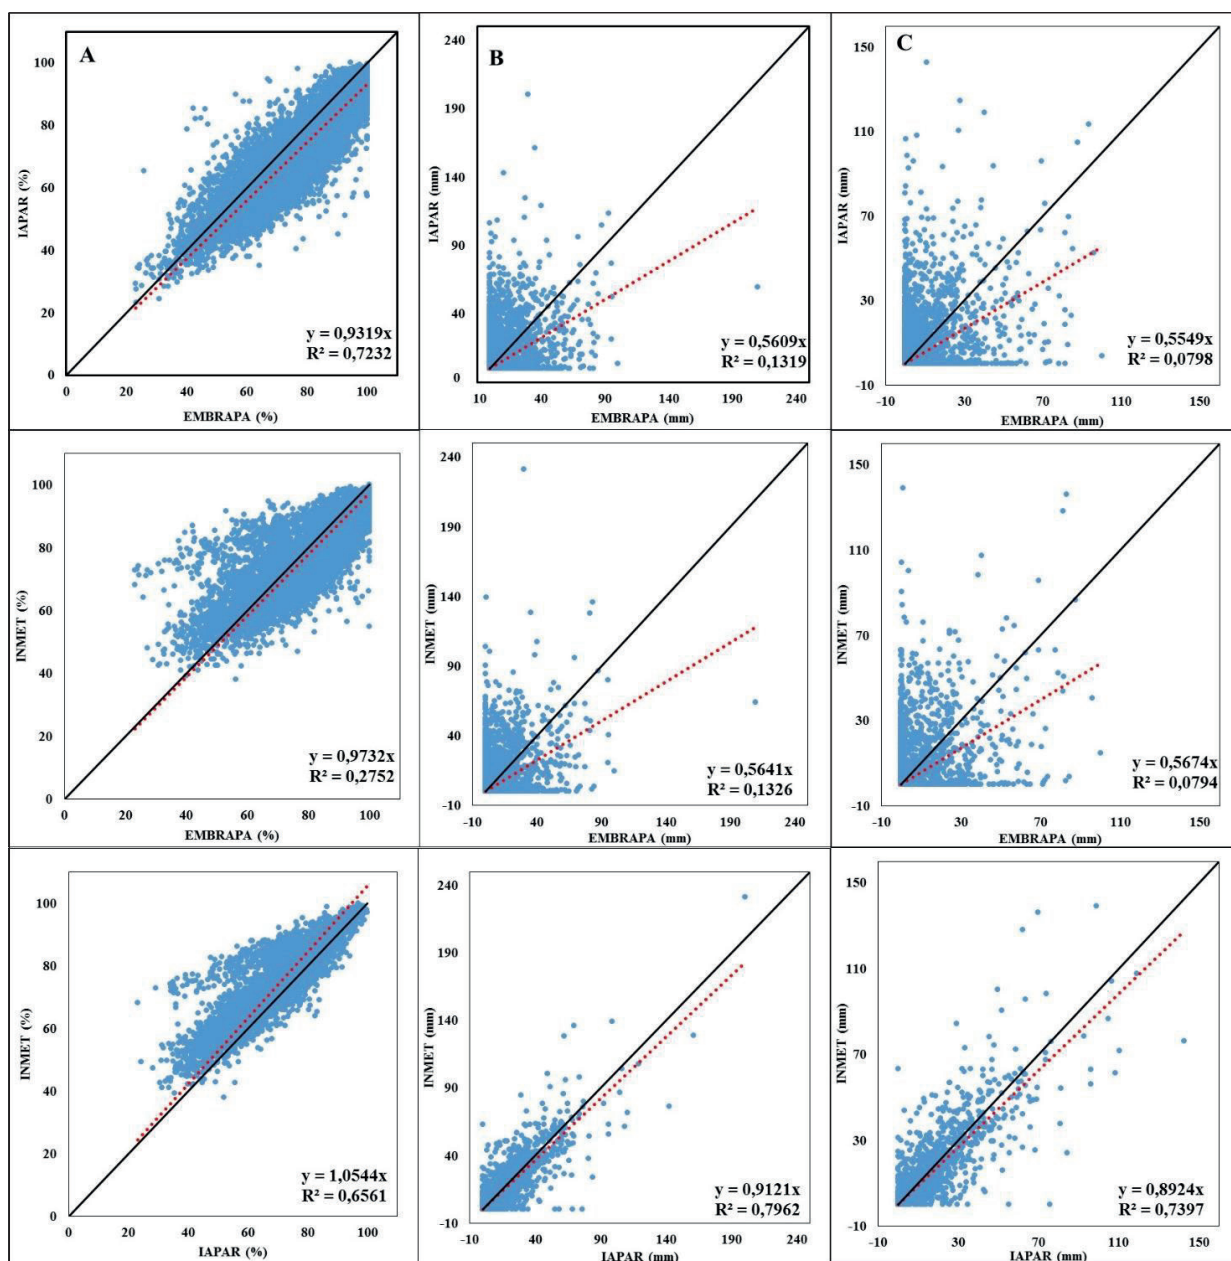 A
100
80
60
40
20
0
IAPAR (%)
y = 0,9319x
R² = 0,7232
0 20 40 60 80 100
EMBRAPA (%)
B
240
190
140
90
40
0
IAPAR (mm)
y = 0,5609x
R² = 0,1319
10 40 90 140 190 240
EMBRAPA (mm)
C
150
110
70
30
-10
IAPAR (mm)
y = 0,5549x
R² = 0,0798
-10 30 70 110 150
EMBRAPA (mm)
100
80
60
40
20
0
INMET (%)
y = 0,9732x
R² = 0,2752
0 20 40 60 80 100
EMBRAPA (%)
240
190
140
90
40
-10
INMET (mm)
y = 0,5641x
R² = 0,1326
-10 40 90 140 190 240
EMBRAPA (mm)
150
110
70
30
-10
INMET (mm)
y = 0,5674x
R² = 0,0794
-10 30 70 110 150
EMBRAPA (mm)
100
80
60
40
20
0
INMET (%)
y = 1,0544x
R² = 0,6561
0 20 40 60 80 100
IAPAR (%)
240
190
140
90
40
-10
INMET (mm)
y = 0,9121x
R² = 0,7962
-10 40 90 140 190 240
IAPAR (mm)
150
110
70
30
-10
INMET (mm)
y = 0,8924x
R² = 0,7397
-10 30 70 110 150
IAPAR (mm)